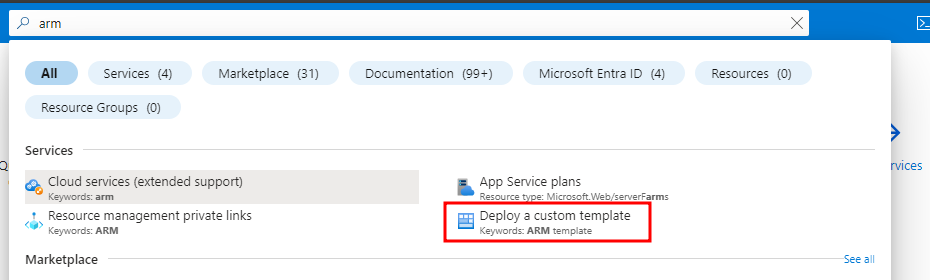 arm
All
Services (4)
Marketplace (31)
Documentation (99+)
Microsoft Entra ID (4)
Resources (0)
Resource Groups (0)
Services
Cloud services (extended support)
Keywords: arm
App Service plans
Resource type: Microsoft.Web/serverFarms
Resource management private links
Keywords: ARM
Deploy a custom template
Keywords: ARM template
Marketplace
See all